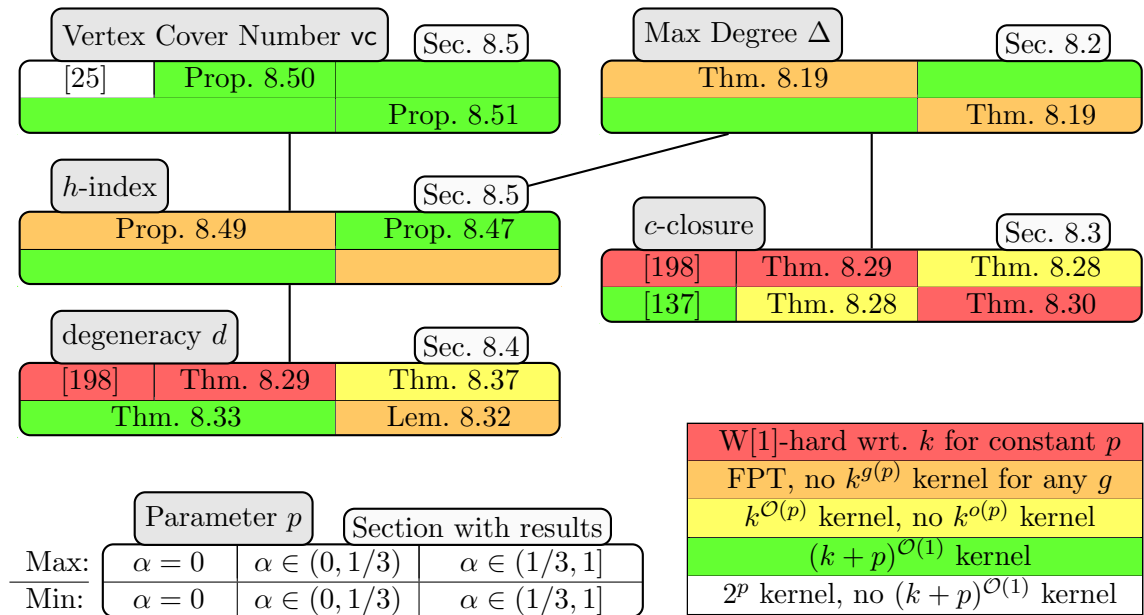 Vertex Cover Number vc
Sec. 8.5
[25] Prop. 8.50
Prop. 8.51
Max Degree Δ
Sec. 8.2
Thm. 8.19
Thm. 8.19
h-index
Sec. 8.5
Prop. 8.49 Prop. 8.47
c-closure
Sec. 8.3
[198] Thm. 8.29 Thm. 8.28
[137] Thm. 8.28 Thm. 8.30
degeneracy d
Sec. 8.4
[198] Thm. 8.29 Thm. 8.37
Thm. 8.33 Lem. 8.32
Parameter p
Section with results
Max: α = 0 α ∈ (0, 1/3) α ∈ (1/3, 1]
Min: α = 0 α ∈ (0, 1/3) α ∈ (1/3, 1]
W[1]-hard wrt. k for constant p
FPT, no k^{g(p)} kernel for any g
k^{𝒪(p)} kernel, no k^{o(p)} kernel
(k + p)^{𝒪(1)} kernel
2^p kernel, no (k + p)^{𝒪(1)} kernel